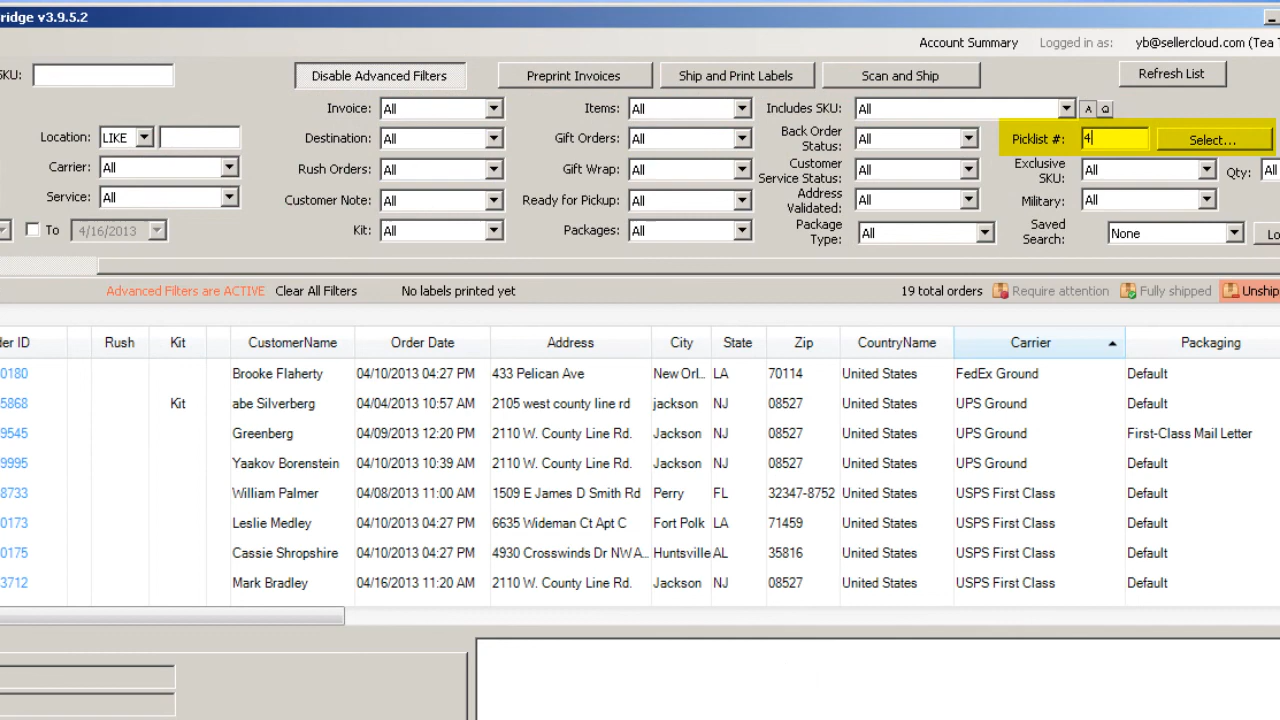 ridge v3.9.5.2
Account Summary Logged in as: yb@sellercloud.com (Tea T
SKU: Disable Advanced Filters Preprint Invoices Ship and Print Labels Scan and Ship Refresh List
Invoice: All Items: All Includes SKU: All A
Location: LIKE Destination: All Gift Orders: All Back Order Status: All Picklist #: 4 Select...
Carrier: All Rush Orders: All Gift Wrap: All Customer Service Status: All Exclusive SKU: All Qty: All
Service: All Customer Note: All Ready for Pickup: All Address Validated: All Military: All
To 4/16/2013 Kit: All Packages: All Package Type: All Saved Search: None Lo
Advanced Filters are ACTIVE Clear All Filters No labels printed yet 19 total orders Require attention Fully shipped Unship
der ID Rush Kit CustomerName Order Date Address City State Zip CountryName Carrier Packaging
0180 Brooke Flaherty 04/10/2013 04:27 PM 433 Pelican Ave New Orl... LA 70114 United States FedEx Ground Default
5868 Kit abe Silverberg 04/04/2013 10:57 AM 2105 west county line rd jackson NJ 08527 United States UPS Ground Default
9545 Greenberg 04/09/2013 12:20 PM 2110 W. County Line Rd. Jackson NJ 08527 United States UPS Ground First-Class Mail Letter
9995 Yaakov Borenstein 04/10/2013 10:39 AM 2110 W. County Line Rd. Jackson NJ 08527 United States UPS Ground Default
8733 William Palmer 04/08/2013 11:00 AM 1509 E James D Smith Rd Perry FL 32347-8752 United States USPS First Class Default
0173 Leslie Medley 04/10/2013 04:27 PM 6635 Wideman Ct Apt C Fort Polk LA 71459 United States USPS First Class Default
0175 Cassie Shropshire 04/10/2013 04:27 PM 4930 Crosswinds Dr NW A... Huntsville AL 35816 United States USPS First Class Default
3712 Mark Bradley 04/16/2013 11:20 AM 2110 W. County Line Rd. Jackson NJ 08527 United States USPS First Class Default